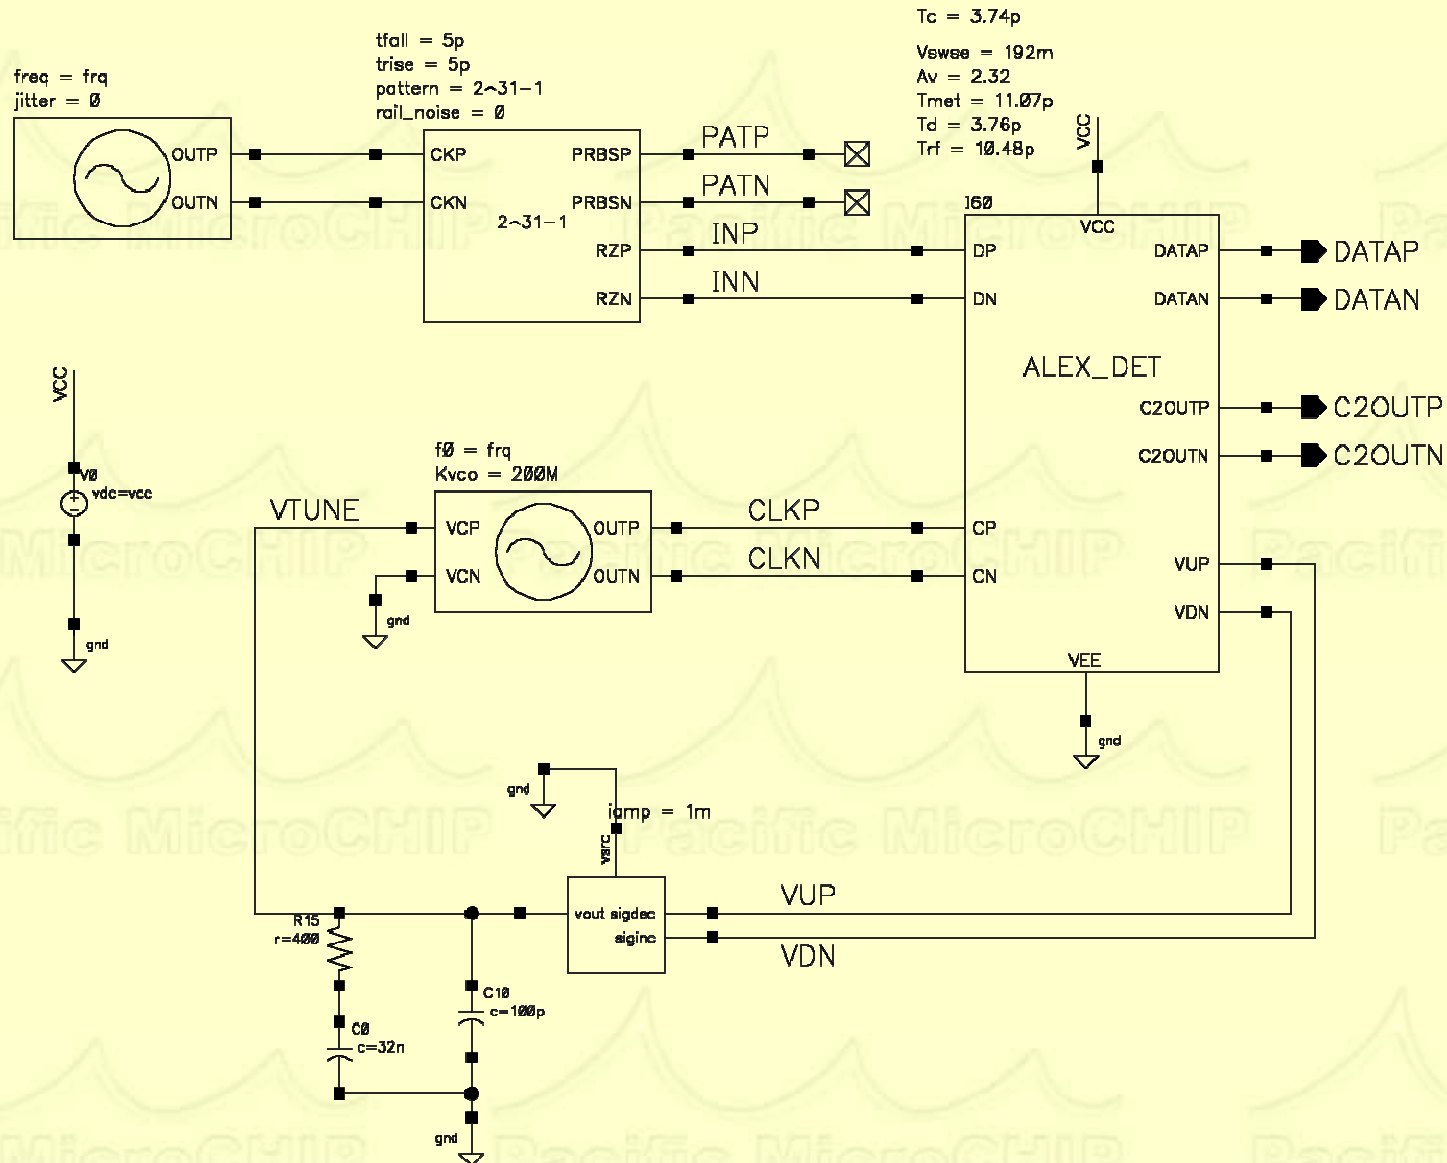 Tc = 3.74p
Vswse = 192m
Av = 2.32
Tmet = 11.07p
Td = 3.76p
Trf = 10.48p
tfall = 5p
trise = 5p
pattern = 2~31-1
rail_noise = 0
freq = frq
jitter = 0
OUTP
OUTN
CKP
CKN
PRBSP
PRBSN
2~31-1
RZP
RZN
PATP
PATN
INP
INN
VCC
I60
VCC
DP
DN
DATAP
DATAN
DATAP
DATAN
ALEX_DET
C2OUTP
C2OUTN
C2OUTP
C2OUTN
VCC
V0
vdc=vcc
gnd
f0 = frq
Kvco = 200M
VTUNE
VCP
VCN
OUTP
OUTN
gnd
CLKP
CLKN
CP
CN
VUP
VDN
VEE
gnd
gnd
iamp = 1m
vsrc
vout sigdec
siginc
VUP
VDN
R15
r=400
C10
c=100p
C0
c=32n
gnd
Pacific MicroCHIP